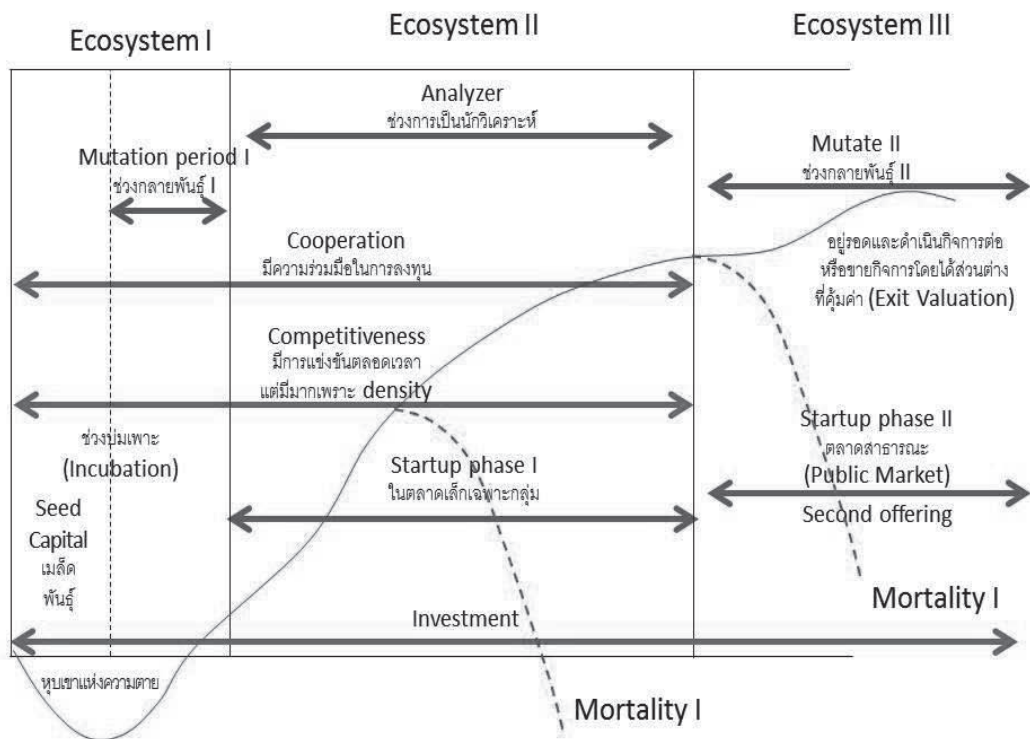 Ecosystem I
Ecosystem II
Ecosystem III
Analyzer
ช่วงการเป็นนักวิเคราะห์
Mutation period I
ช่วงกลายพันธุ์ I
Mutate II
ช่วงกลายพันธุ์ II
Cooperation
มีความร่วมมือในการลงทุน
อยู่รอดและดำเนินกิจการต่อ
หรือขายกิจการโดยได้ส่วนต่าง
ที่คุ้มค่า (Exit Valuation)
Competitiveness
มีการแข่งขันตลอดเวลา
แต่มีมากเพราะ density
ช่วงบ่มเพาะ
(Incubation)
Startup phase I
ในตลาดเล็กเฉพาะกลุ่ม
Startup phase II
ตลาดสาธารณะ
(Public Market)
Second offering
Seed
Capital
เมล็ด
พันธุ์
Investment
Mortality I
หุบเขาแห่งความตาย
Mortality I